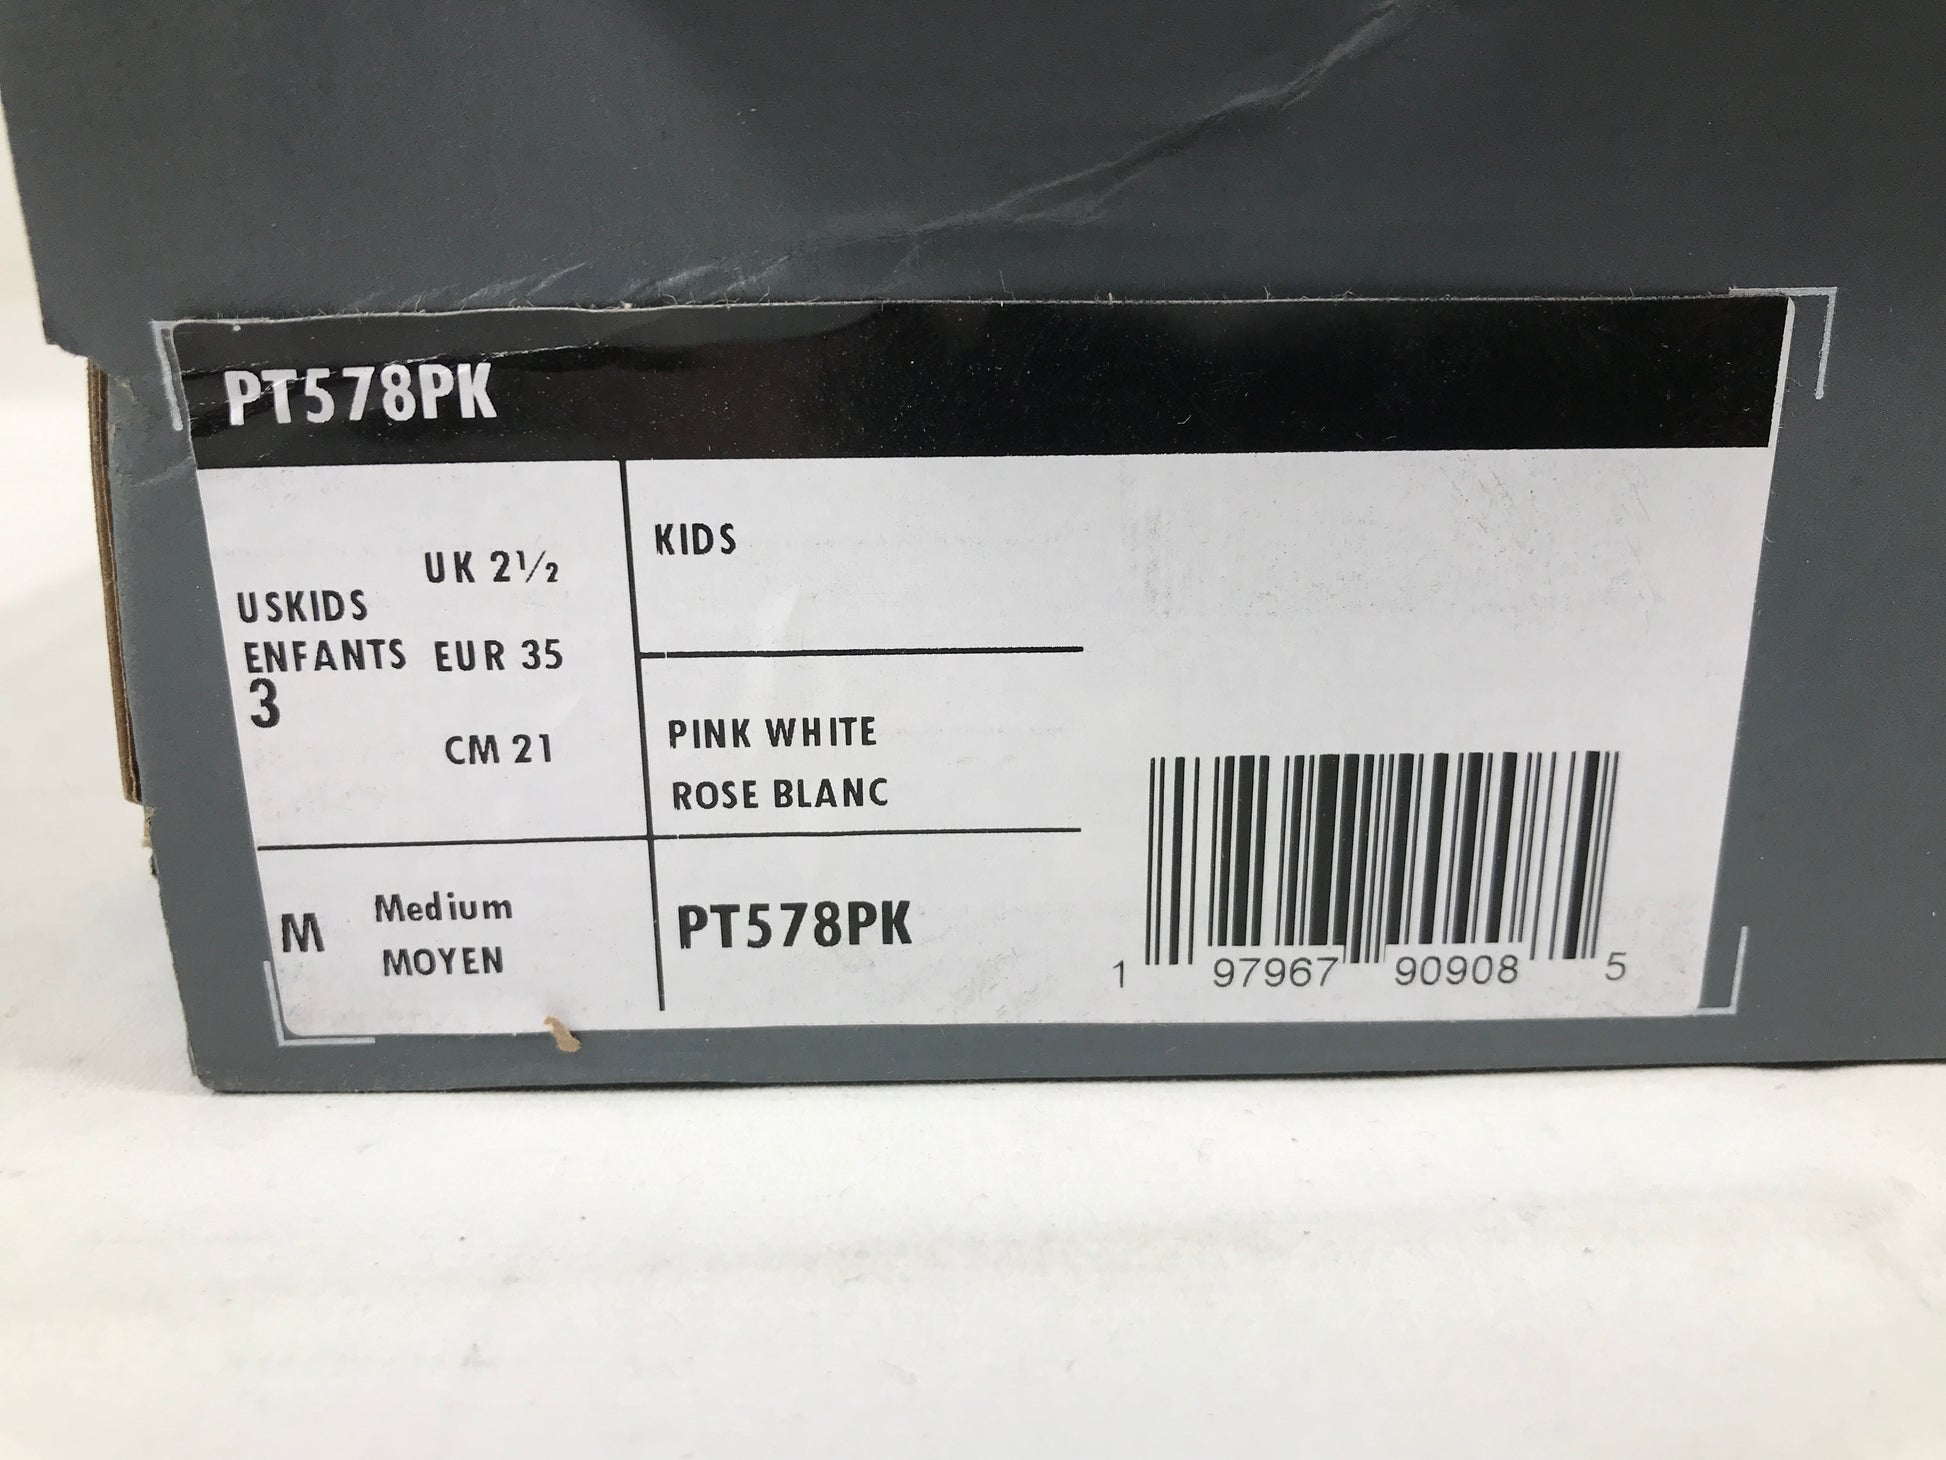 PT578PK
UK 2½
USKIDS
ENFANTS
3
EUR 35
CM 21
KIDS
PINK WHITE
ROSE BLANC
M
Medium
MOYEN
PT578PK
1 97967 90908 5